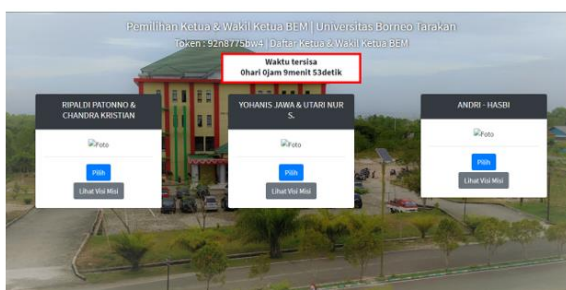 Pemilihan Ketua & Wakil Ketua BEM | Universitas Borneo Tarakan
Token : 92n8775bw4 | Daftar Ketua & Wakil Ketua BEM
Waktu tersisa
0hari 0jam 9menit 53detik
RIPALDI PATONNO &
CHANDRA KRISTIAN
Foto
Pilih
Lihat Visi Misi
YOHANIS JAWA & UTARI NUR
S.
Foto
Pilih
Lihat Visi Misi
ANDRI - HASBI
Foto
Pilih
Lihat Visi Misi